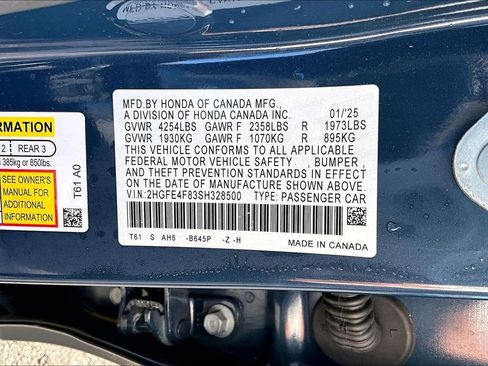 MFD.BY HONDA OF CANADA MFG.,
A DIVISION OF HONDA CANADA INC. 01/'25
GVWR 4254LBS GAWR F 2358LBS R 1973LBS
GVWR 1930KG GAWR F 1070KG R 895KG
THIS VEHICLE CONFORMS TO ALL APPLICABLE
FEDERAL MOTOR VEHICLE SAFETY , BUMPER ,
AND THEFT PREVENTION STANDARDS IN EFFECT ON
THE DATE OF MANUFACTURE SHOWN ABOVE.
V.I.N.:2HGFE4F83SH328500 TYPE: PASSENGER CAR
T61 S AH6 -B645P -Z -H
MADE IN CANADA
ORMATION
2 REAR 3
385kg or 850lbs.
SEE OWNER'S
MANUAL FOR
ADDITIONAL
INFORMATION
T61 A0